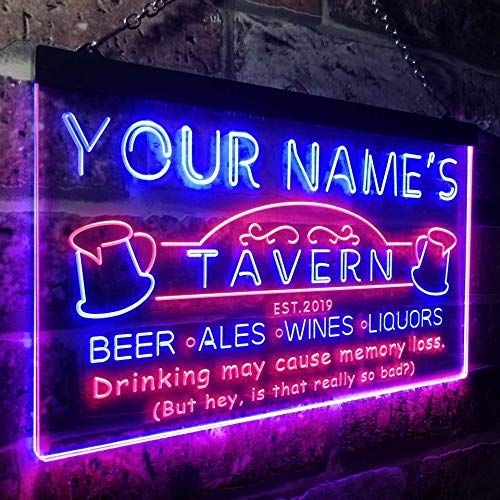 YOUR NAME'S
TAVERN
EST.2019
BEER ◦ALES ◦WINES ◦LIQUORS
Drinking may cause memory loss.
(But hey, is that really so bad?)